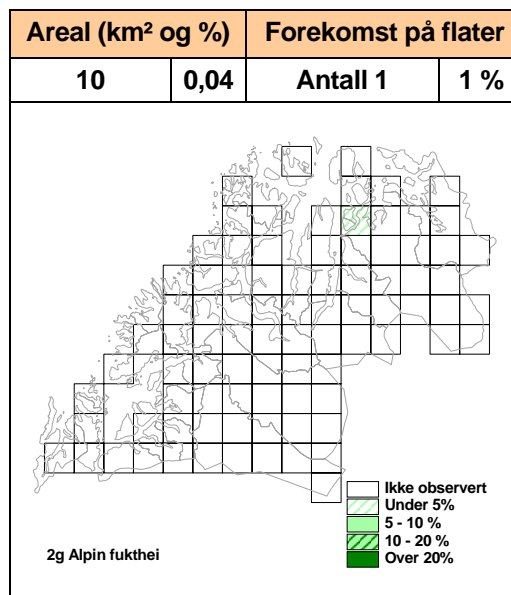 Areal (km² og %) Forekomst på flater
10 0,04 Antall 1 1 %
Ikke observert
Under 5%
5 - 10 %
10 - 20 %
Over 20%
2g Alpin fukthei